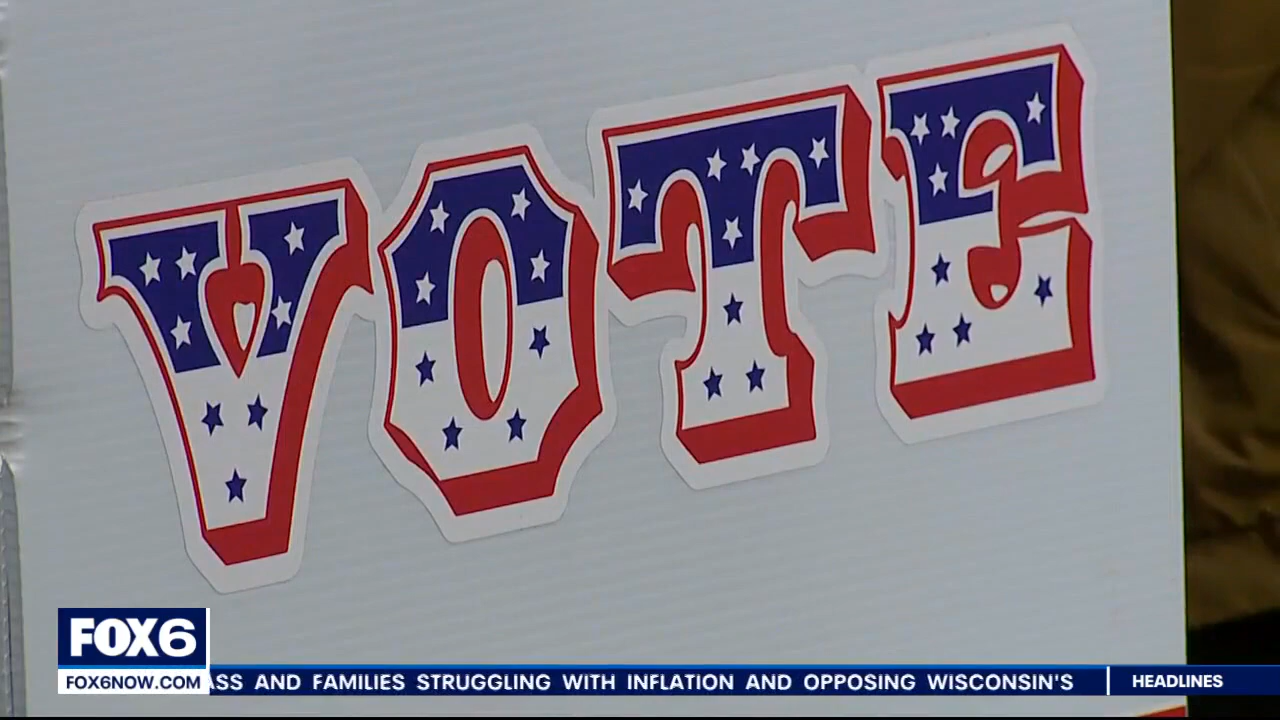 VOTE
FOX6
FOX6NOW.COM
ASS AND FAMILIES STRUGGLING WITH INFLATION AND OPPOSING WISCONSIN'S
HEADLINES